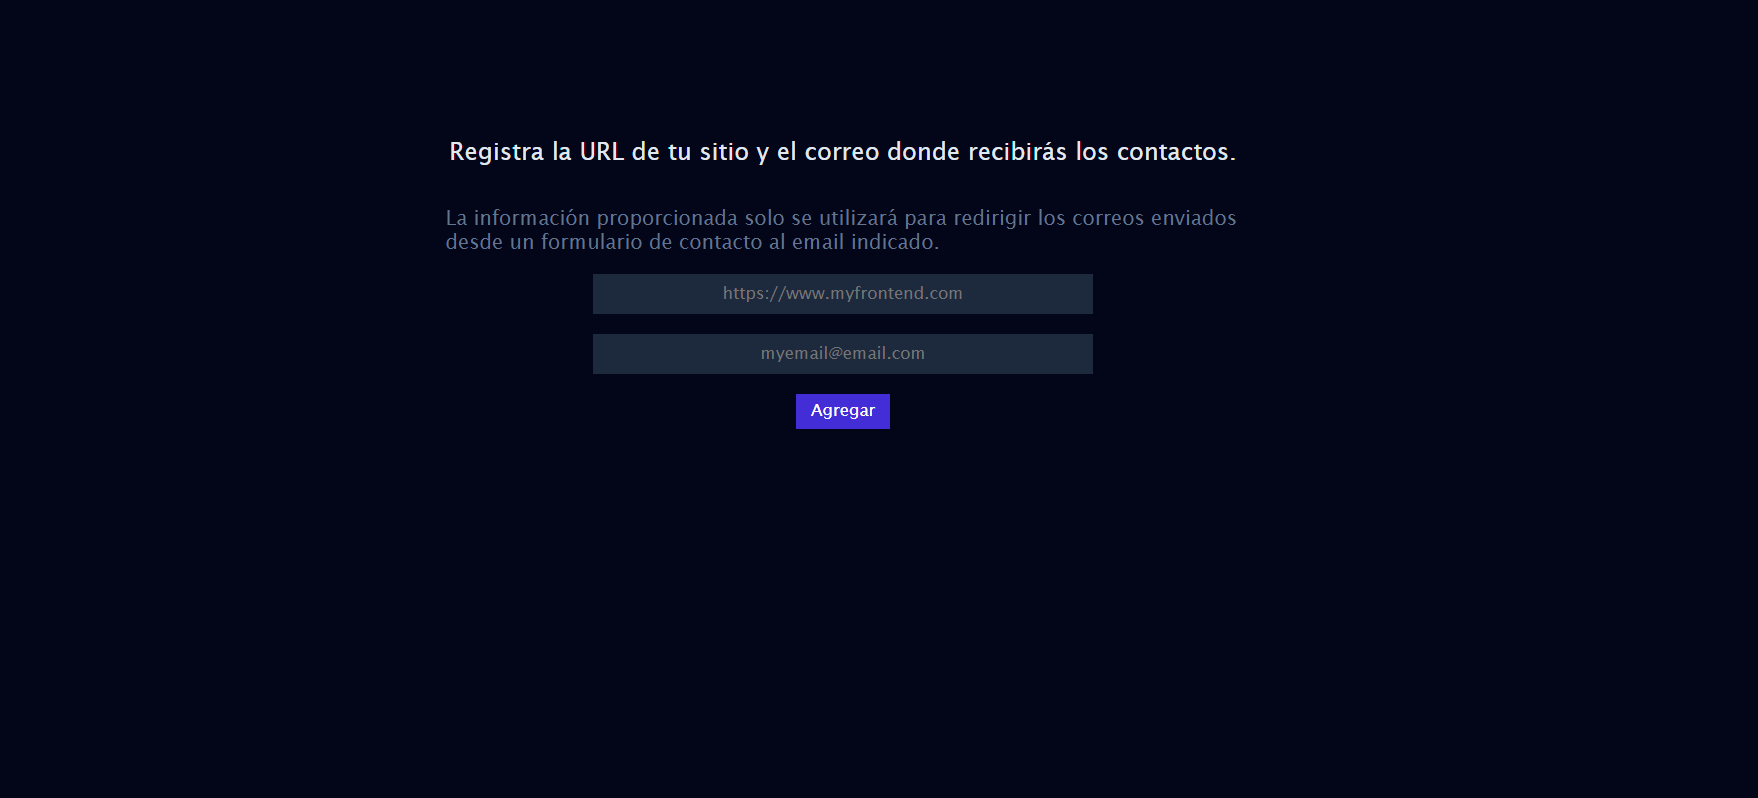 Registra la URL de tu sitio y el correo donde recibirás los contactos.
La información proporcionada solo se utilizará para redirigir los correos enviados
desde un formulario de contacto al email indicado.
https://www.myfrontend.com
myemail@email.com
Agregar